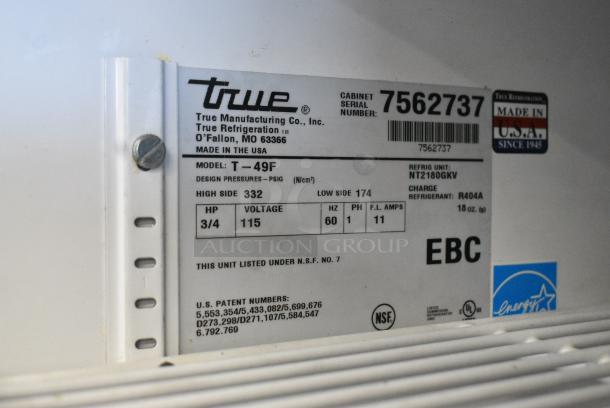 true®
True Manufacturing Co., Inc.
True Refrigeration
O'Fallon, MO 63366
MADE IN THE USA
CABINET SERIAL NUMBER: 7562737
7562737
TRUE REFRIGERATION
MADE IN
U.S.A.
SINCE 1945
MODEL: T-49F
REFRIG UNIT: NT2180GKV
DESIGN PRESSURES-PSIG (N/cm²)
HIGH SIDE 332 LOW SIDE 174
CHARGE REFRIGERANT: R404A
18 oz. (g)
HP VOLTAGE HZ PH F.L. AMPS
3/4 115 60 1 11
AUCTION GROUP
EBC
THIS UNIT LISTED UNDER N.S.F. NO. 7
U.S. PATENT NUMBERS:
5,553,354/5,433,082/5,699,676
D273,298/D271,107/5,584,547
6.792.769
NSF
UL
energy